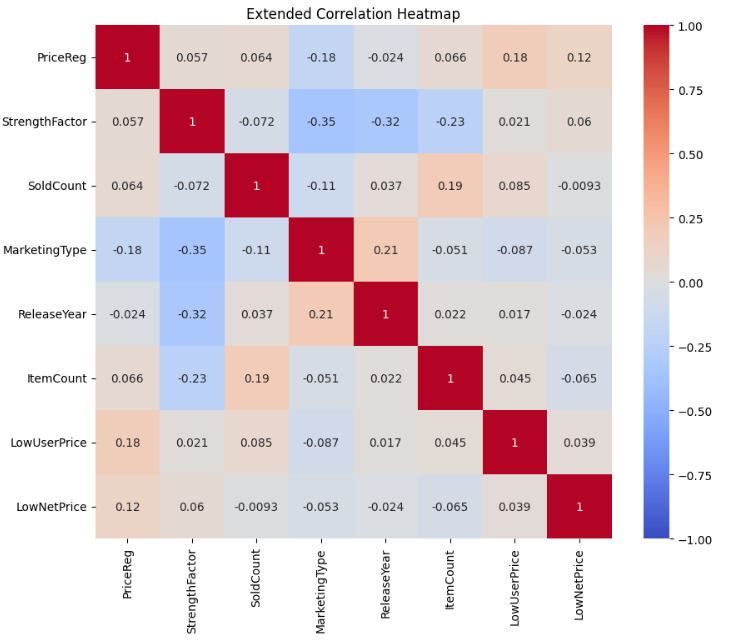 Extended Correlation Heatmap
PriceReg 1 0.057 0.064 -0.18 -0.024 0.066 0.18 0.12
StrengthFactor 0.057 1 -0.072 -0.35 -0.32 -0.23 0.021 0.06
SoldCount 0.064 -0.072 1 -0.11 0.037 0.19 0.085 -0.0093
MarketingType -0.18 -0.35 -0.11 1 0.21 -0.051 -0.087 -0.053
ReleaseYear -0.024 -0.32 0.037 0.21 1 0.022 0.017 -0.024
ItemCount 0.066 -0.23 0.19 -0.051 0.022 1 0.045 -0.065
LowUserPrice 0.18 0.021 0.085 -0.087 0.017 0.045 1 0.039
LowNetPrice 0.12 0.06 -0.0093 -0.053 -0.024 -0.065 0.039 1
PriceReg
StrengthFactor
SoldCount
MarketingType
ReleaseYear
ItemCount
LowUserPrice
LowNetPrice
1.00
0.75
0.50
0.25
0.00
−0.25
−0.50
−0.75
−1.00